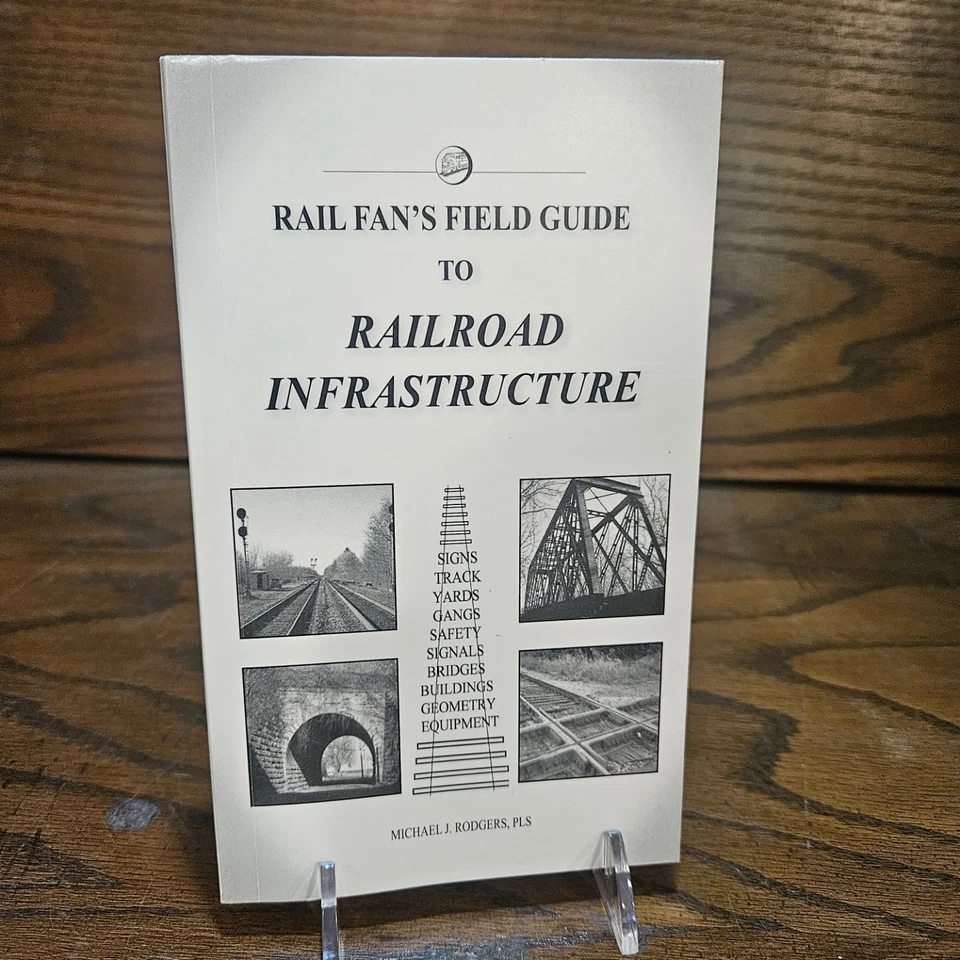 RAIL FAN'S FIELD GUIDE
TO
RAILROAD
INFRASTRUCTURE
SIGNS
TRACK
YARDS
GANGS
SAFETY
SIGNALS
BRIDGES
BUILDINGS
GEOMETRY
EQUIPMENT
MICHAEL J. RODGERS, PLS